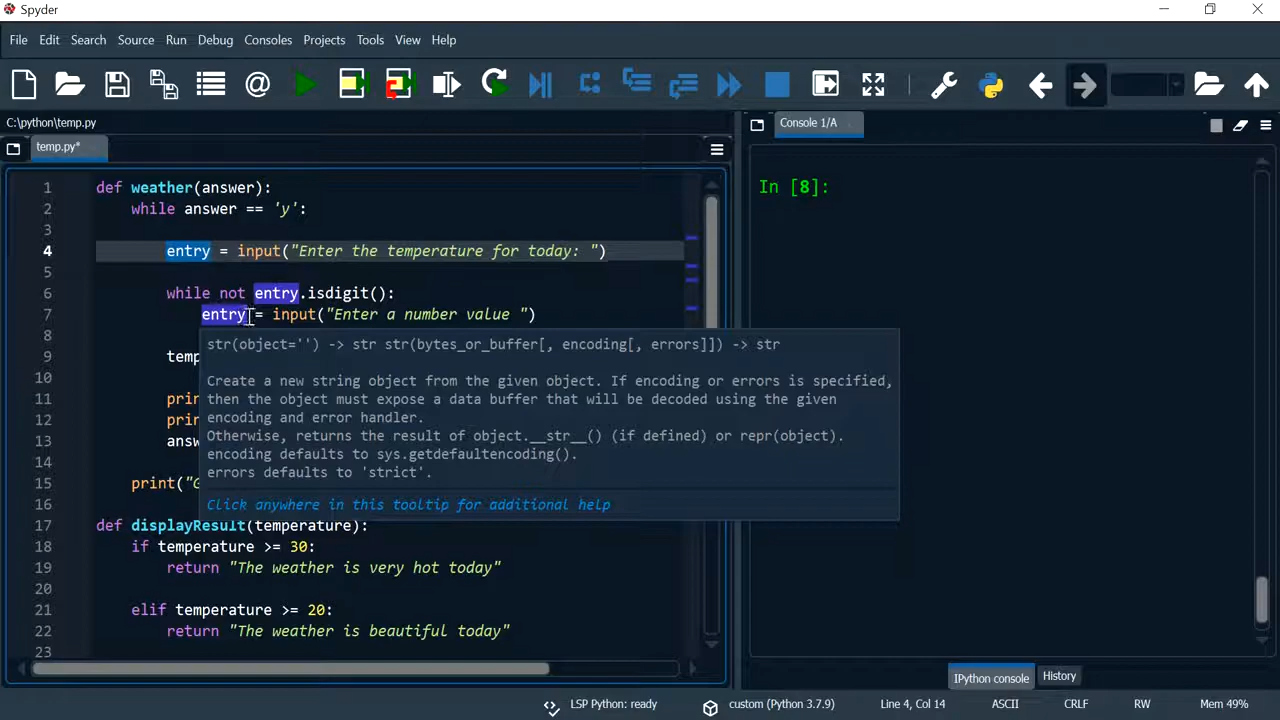 Spyder
File Edit Search Source Run Debug Consoles Projects Tools View Help
C:\python\temp.py
temp.py*
Console 1/A
In [8]:
1 def weather(answer):
2 while answer == 'y':
3
4 entry = input("Enter the temperature for today: ")
5
6 while not entry.isdigit():
7 entry = input("Enter a number value ")
8
str(object='') -> str str(bytes_or_buffer[, encoding[, errors]]) -> str
9 temp
Create a new string object from the given object. If encoding or errors is specified,
10
then the object must expose a data buffer that will be decoded using the given
11 prin
encoding and error handler.
12 prin
Otherwise, returns the result of object.__str__() (if defined) or repr(object).
13 answ
encoding defaults to sys.getdefaultencoding().
14
errors defaults to 'strict'.
15 print("G
Click anywhere in this tooltip for additional help
16
17 def displayResult(temperature):
18 if temperature >= 30:
19 return "The weather is very hot today"
20
21 elif temperature >= 20:
22 return "The weather is beautiful today"
23
IPython console History
LSP Python: ready custom (Python 3.7.9) Line 4, Col 14 ASCII CRLF RW Mem 49%